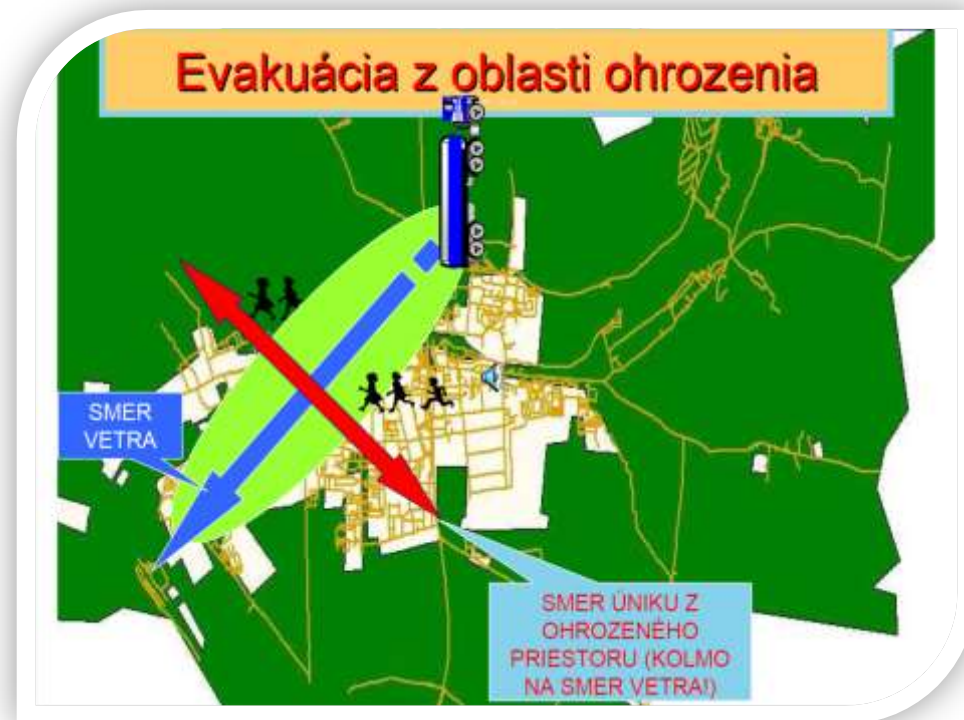 Evakuácia z oblasti ohrozenia
SMER
VETRA
SMER ÚNIKU Z
OHROZENÉHO
PRIESTORU (KOLMO
NA SMER VETRA!)